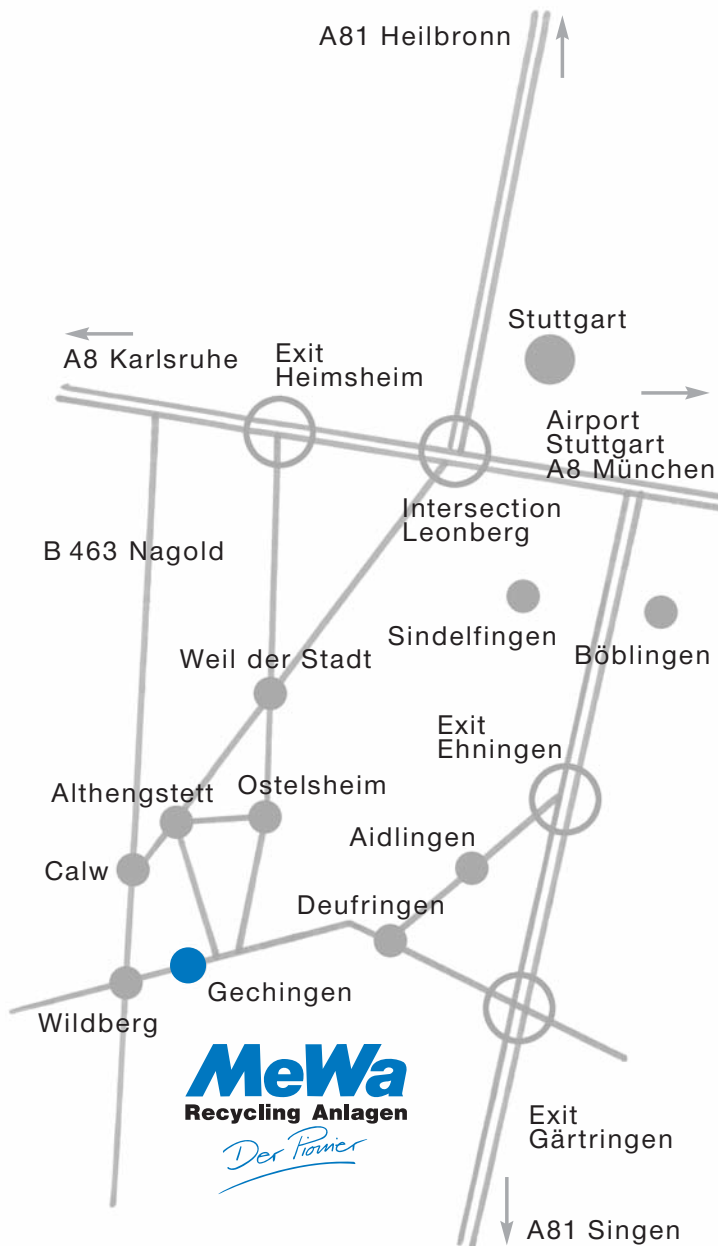 A81 Heilbronn
Stuttgart
A8 Karlsruhe
Exit
Heimsheim
Airport
Stuttgart
A8 München
Intersection
Leonberg
B 463 Nagold
Sindelfingen
Böblingen
Weil der Stadt
Exit
Ehningen
Althengstett
Ostelsheim
Aidlingen
Calw
Deufringen
Gechingen
Wildberg
MeWa
Recycling Anlagen
Der Pionier
Exit
Gärtringen
A81 Singen